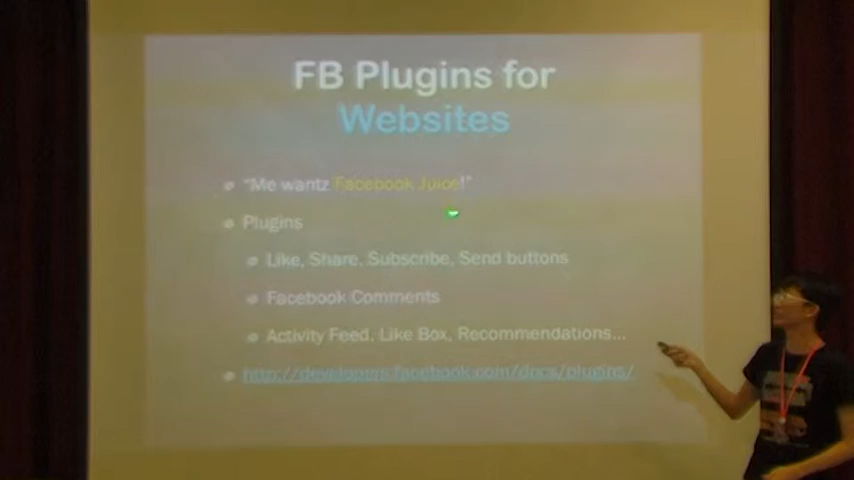 FB Plugins for
Websites
"Me wantz Facebook Juice!"
Plugins
Like, Share, Subscribe, Send buttons
Facebook Comments
Activity Feed, Like Box, Recommendations...
http://developers.facebook.com/docs/plugins/